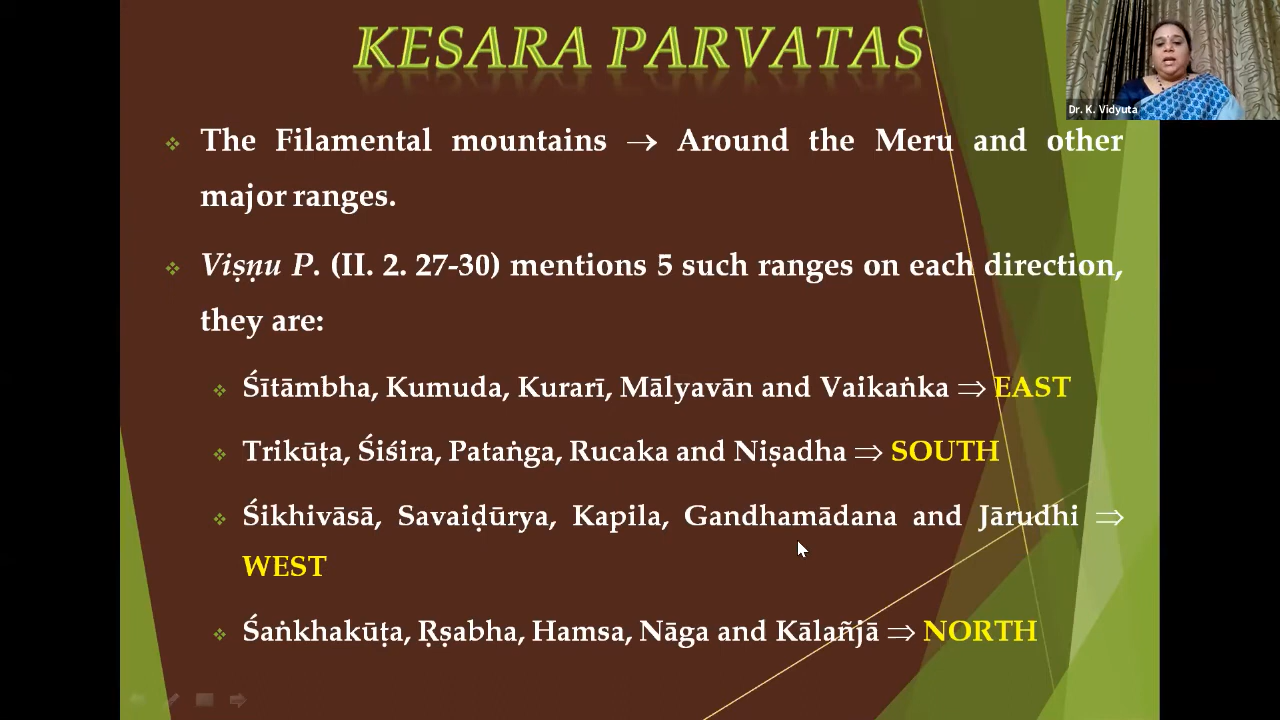 KESARA PARVATAS
Dr. K. Vidyuta
❖ The Filamental mountains → Around the Meru and other
major ranges.
❖ Viṣṇu P. (II. 2. 27-30) mentions 5 such ranges on each direction,
they are:
❖ Śītāmbha, Kumuda, Kurarī, Mālyavān and Vaikaṅka ⇒ EAST
❖ Trikūṭa, Śiśira, Pataṅga, Rucaka and Niṣadha ⇒ SOUTH
❖ Śikhivāsā, Savaiḍūrya, Kapila, Gandhamādana and Jārudhi ⇒
WEST
❖ Śaṅkhakūṭa, Ṛṣabha, Hamsa, Nāga and Kālañjā ⇒ NORTH